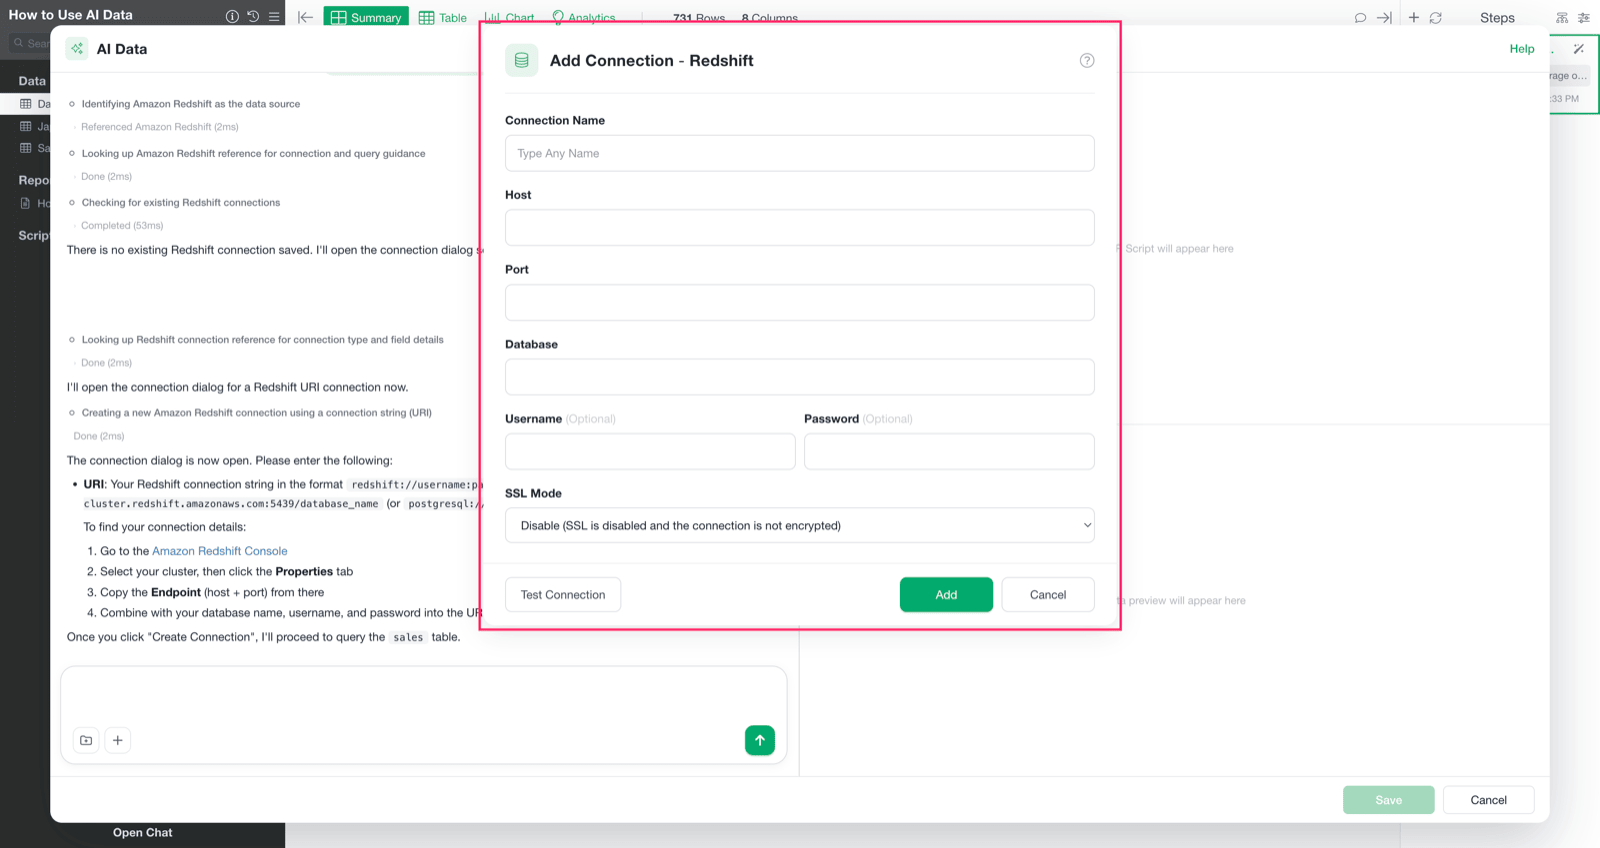 How to Use AI Data
Summary
Table
Chart
Analytics
731 Rows
8 Columns
Steps
Data
Repo
Script
Open Chat
AI Data
Help
Identifying Amazon Redshift as the data source
Referenced Amazon Redshift (2ms)
Looking up Amazon Redshift reference for connection and query guidance
Done (2ms)
Checking for existing Redshift connections
Completed (53ms)
There is no existing Redshift connection saved. I'll open the connection dialog
Looking up Redshift connection reference for connection type and field details
Done (2ms)
I'll open the connection dialog for a Redshift URI connection now.
Creating a new Amazon Redshift connection using a connection string (URI)
Done (2ms)
The connection dialog is now open. Please enter the following:
• URI: Your Redshift connection string in the format redshift://username:pa
cluster.redshift.amazonaws.com:5439/database_name (or postgresql:/
To find your connection details:
1. Go to the Amazon Redshift Console
2. Select your cluster, then click the Properties tab
3. Copy the Endpoint (host + port) from there
4. Combine with your database name, username, and password into the UR
Once you click "Create Connection", I'll proceed to query the sales table.
Add Connection - Redshift
Connection Name
Type Any Name
Host
Port
Database
Username (Optional)
Password (Optional)
SSL Mode
Disable (SSL is disabled and the connection is not encrypted)
Test Connection
Add
Cancel
Script will appear here
preview will appear here
Save
Cancel
rage o...
:33 PM